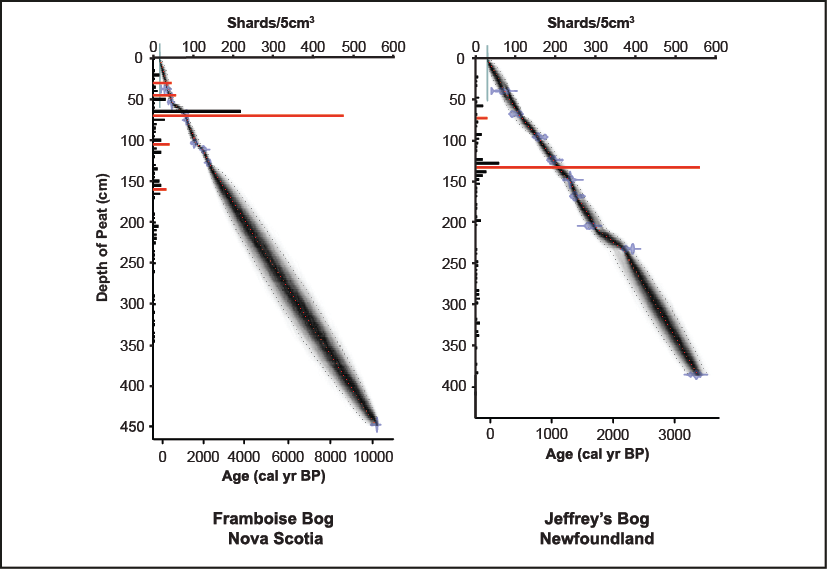 Shards/5cm³
0 100 200 300 400 500 600
0
50
100
150
200
250
300
350
400
450
Depth of Peat (cm)
0 2000 4000 6000 8000 10000
Age (cal yr BP)
Framboise Bog
Nova Scotia
Shards/5cm³
0 100 200 300 400 500 600
0
50
100
150
200
250
300
350
400
0 1000 2000 3000
Age (cal yr BP)
Jeffrey's Bog
Newfoundland